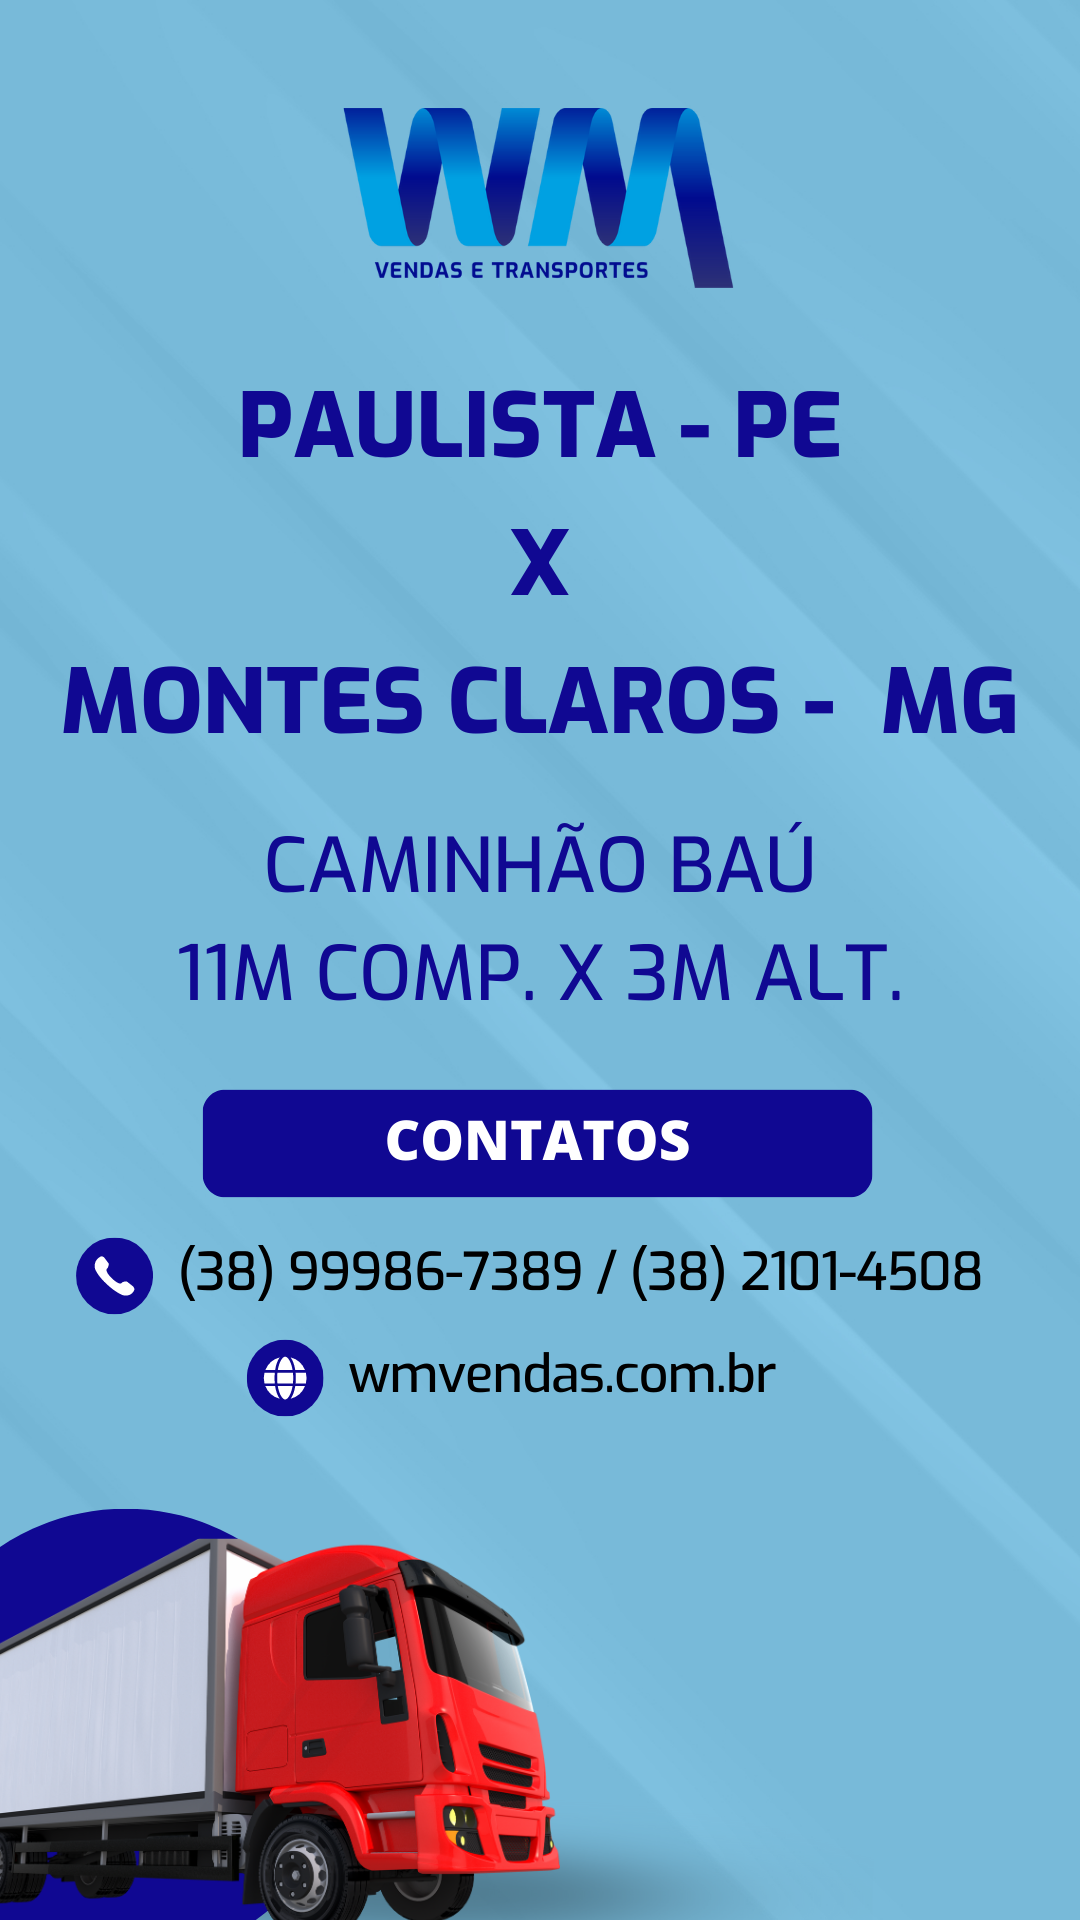 WM
VENDAS E TRANSPORTES
PAULISTA - PE
X
MONTES CLAROS - MG
CAMINHÃO BAÚ
11M COMP. X 3M ALT.
CONTATOS
(38) 99986-7389 / (38) 2101-4508
wmvendas.com.br